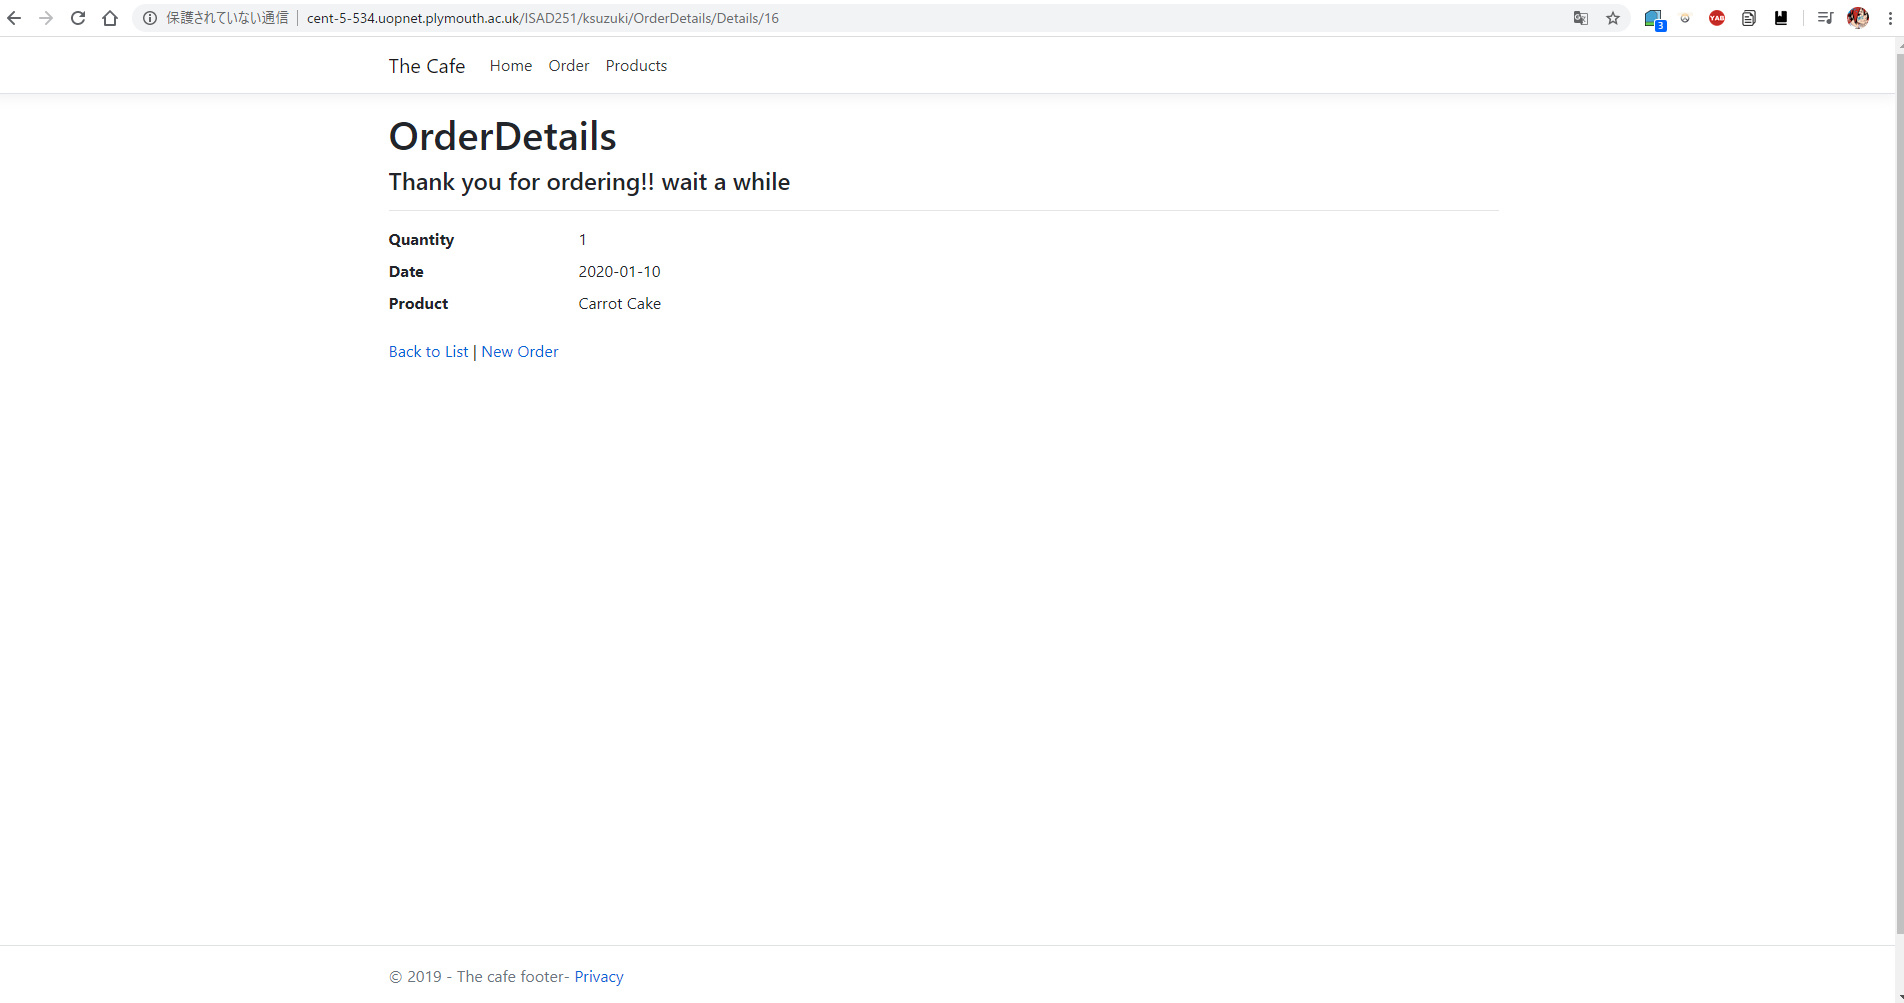 保護されていない通信 | cent-5-534.uopnet.plymouth.ac.uk/ISAD251/ksuzuki/OrderDetails/Details/16
3
YAB
The Cafe Home Order Products
OrderDetails
Thank you for ordering!! wait a while
Quantity 1
Date 2020-01-10
Product Carrot Cake
Back to List | New Order
© 2019 - The cafe footer- Privacy